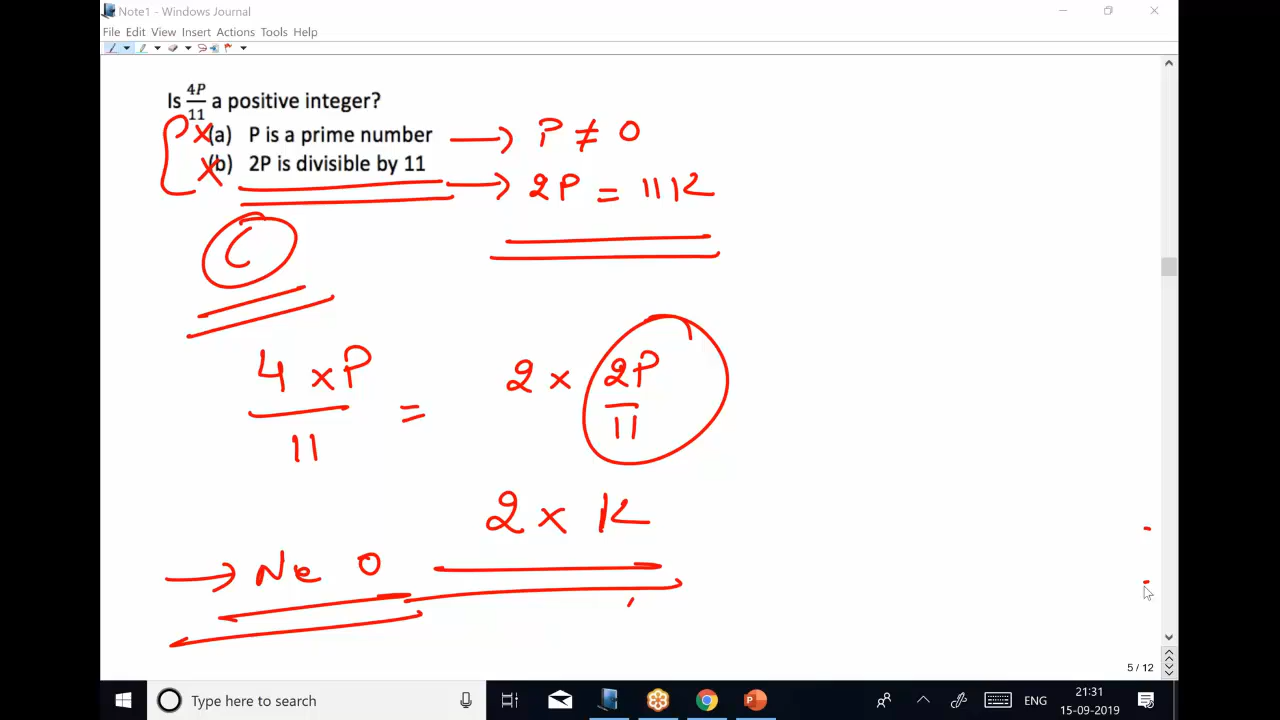 Note1 - Windows Journal
File Edit View Insert Actions Tools Help
Is 4P/11 a positive integer?
x (a) P is a prime number → P ≠ 0
x (b) 2P is divisible by 11 → 2P = 11K
C
4 x P / 11 = 2 x 2P / 11
2 x K
→ Ne 0
5 / 12
Type here to search
ENG
21:31
15-09-2019